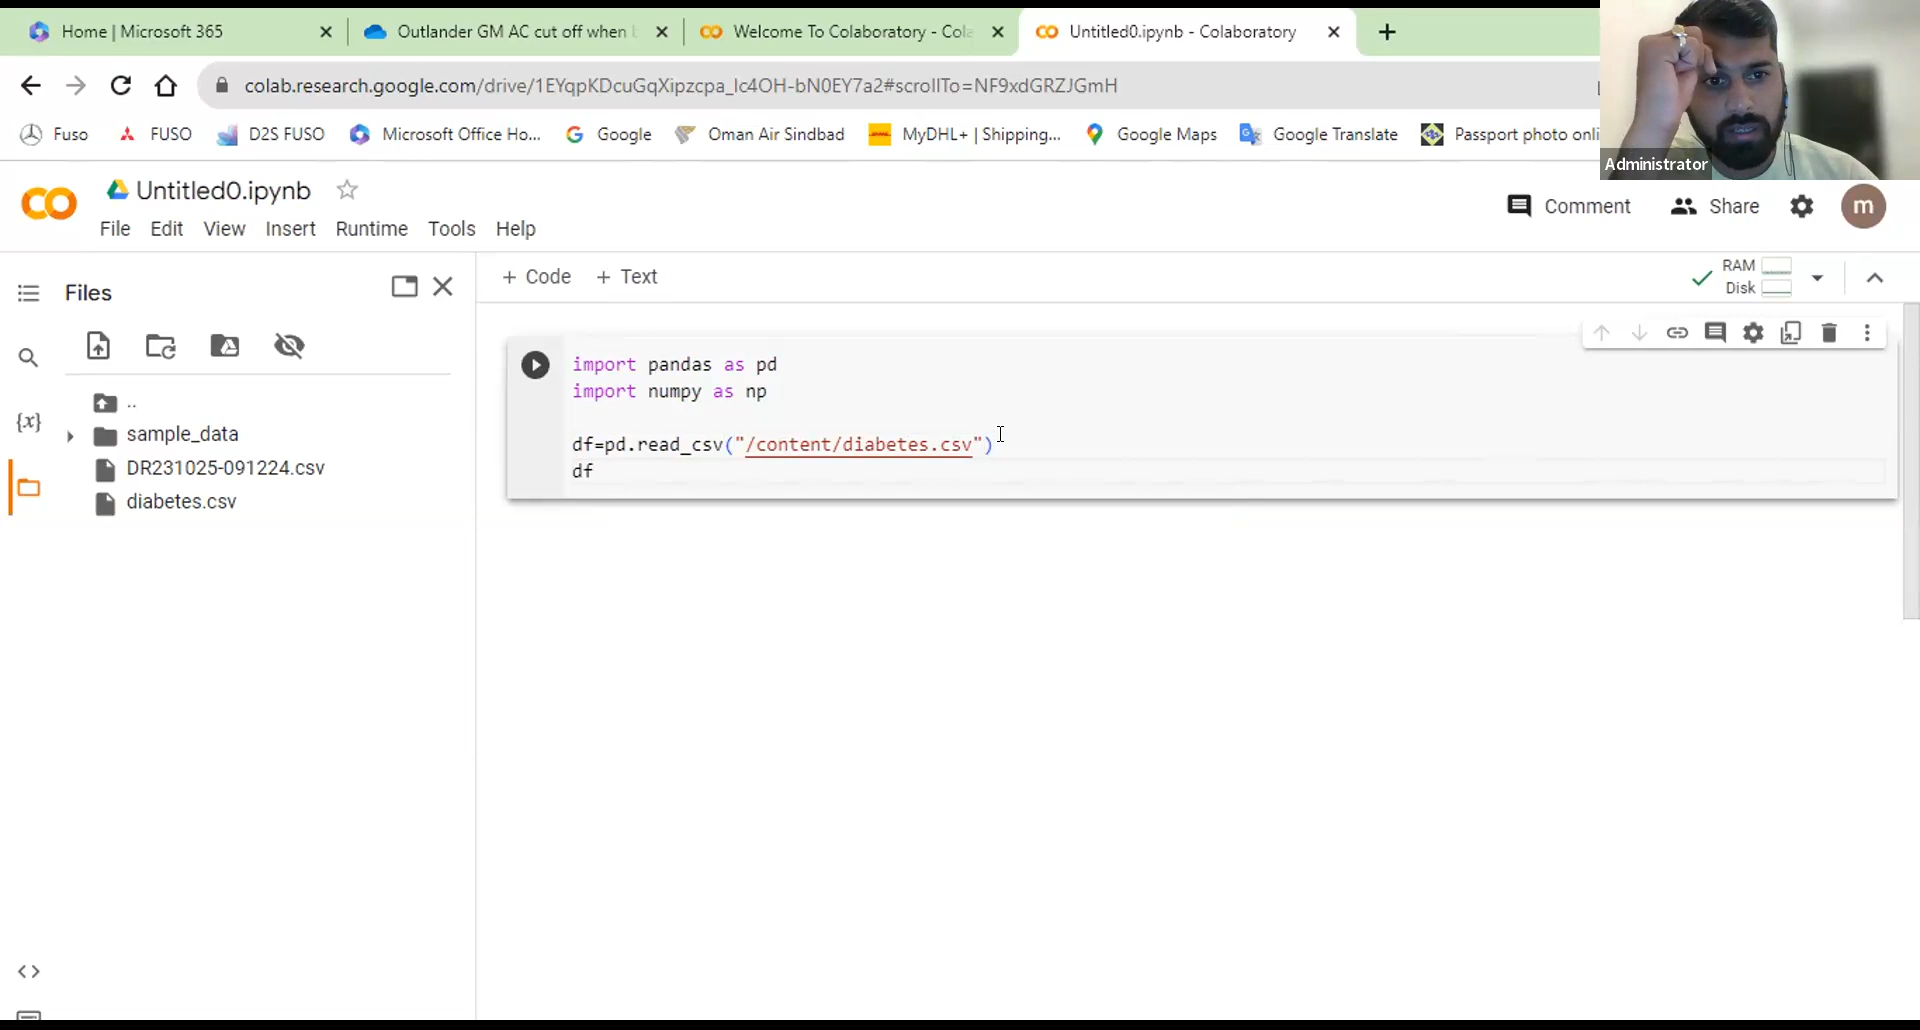 Home | Microsoft 365
Outlander GM AC cut off when
Welcome To Colaboratory - Cola
Untitled0.ipynb - Colaboratory
colab.research.google.com/drive/1EYqpKDcuGqXipzcpa_lc4OH-bN0EY7a2#scrollTo=NF9xdGRZJGmH
Fuso
FUSO
D2S FUSO
Microsoft Office Ho...
Google
Oman Air Sindbad
MyDHL+ | Shipping,...
Google Maps
Google Translate
Passport photo onli
Administrator
Untitled0.ipynb
Comment
Share
m
File Edit View Insert Runtime Tools Help
Files
+ Code + Text
RAM
Disk
..
sample_data
DR231025-091224.csv
diabetes.csv
{x}
import pandas as pd
import numpy as np
df=pd.read_csv("/content/diabetes.csv")
df